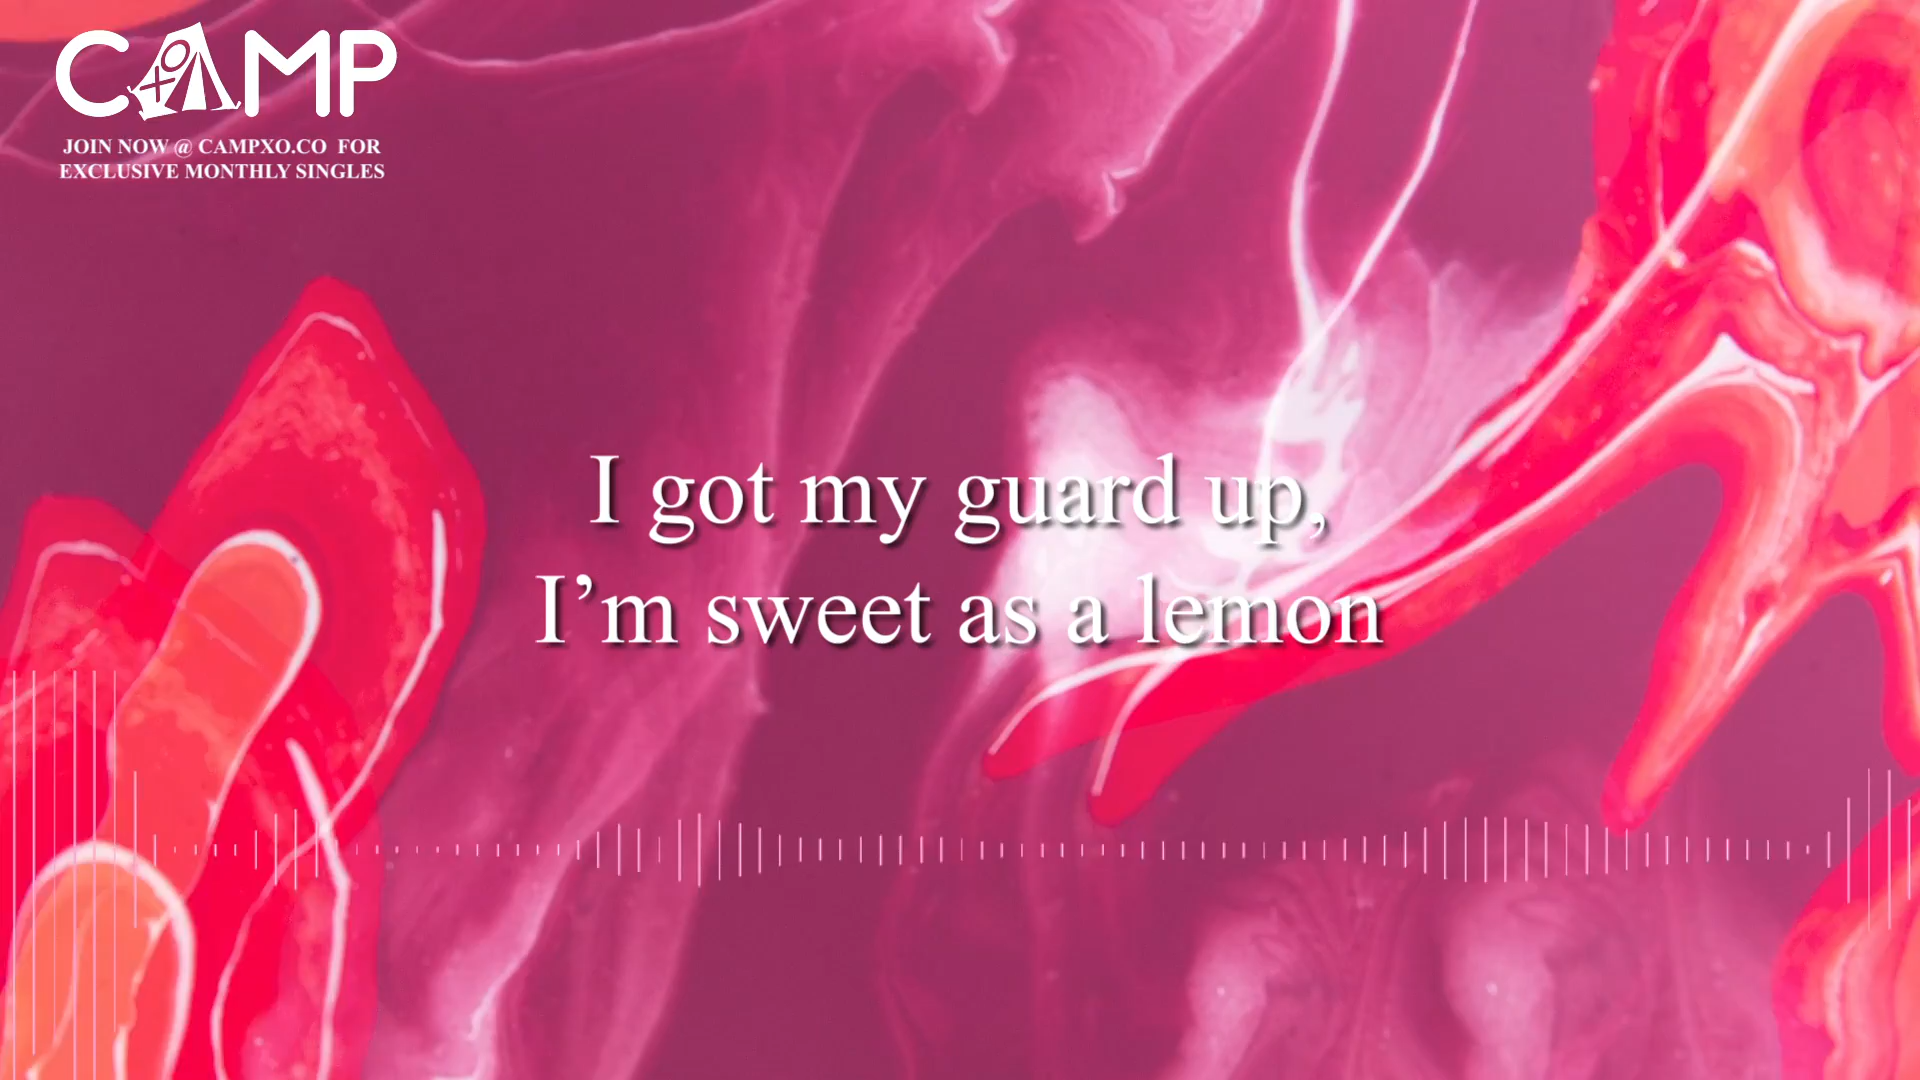 CAMP
JOIN NOW @ CAMPXO.CO FOR
EXCLUSIVE MONTHLY SINGLES
I got my guard up,
I’m sweet as a lemon